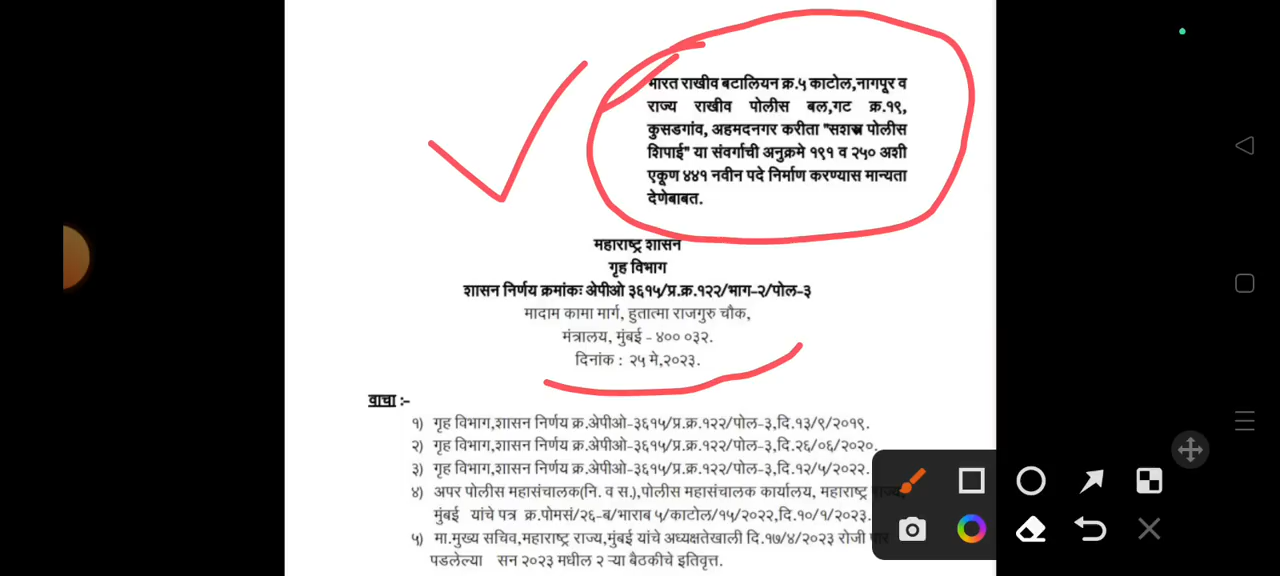 भारत राखीव बटालियन क्र.५ काटोल,नागपूर व
राज्य राखीव पोलीस बल,गट क्र.१९,
कुसडगांव, अहमदनगर करीता "सशस्त्र पोलीस
शिपाई" या संवर्गाची अनुक्रमे १९१ व २५० अशी
एकूण ४४१ नवीन पदे निर्माण करण्यास मान्यता
देणेबाबत.
महाराष्ट्र शासन
गृह विभाग
शासन निर्णय क्रमांकः अेपीओ ३६१५/प्र.क्र.१२२/भाग-२/पोल-३
मादाम कामा मार्ग, हुतात्मा राजगुरु चौक,
मंत्रालय, मुंबई - ४०० ०३२.
दिनांक : २५ मे,२०२३.
वाचा :-
१) गृह विभाग,शासन निर्णय क्र.अेपीओ-३६१५/प्र.क्र.१२२/पोल-३,दि.१३/९/२०१९.
२) गृह विभाग,शासन निर्णय क्र.अेपीओ-३६१५/प्र.क्र.१२२/पोल-३,दि.२६/०६/२०२०.
३) गृह विभाग,शासन निर्णय क्र.अेपीओ-३६१५/प्र.क्र.१२२/पोल-३,दि.१२/५/२०२२.
४) अपर पोलीस महासंचालक(नि. व स.),पोलीस महासंचालक कार्यालय, महाराष्ट्र राज्य,
मुंबई यांचे पत्र क्र.पोमसं/२६-ब/भाराब ५/काटोल/१५/२०२२,दि.१०/१/२०२३.
५) मा.मुख्य सचिव,महाराष्ट्र राज्य,मुंबई यांचे अध्यक्षतेखाली दि.१७/४/२०२३ रोजी पार
पडलेल्या सन २०२३ मधील २ ऱ्या बैठकीचे इतिवृत्त.